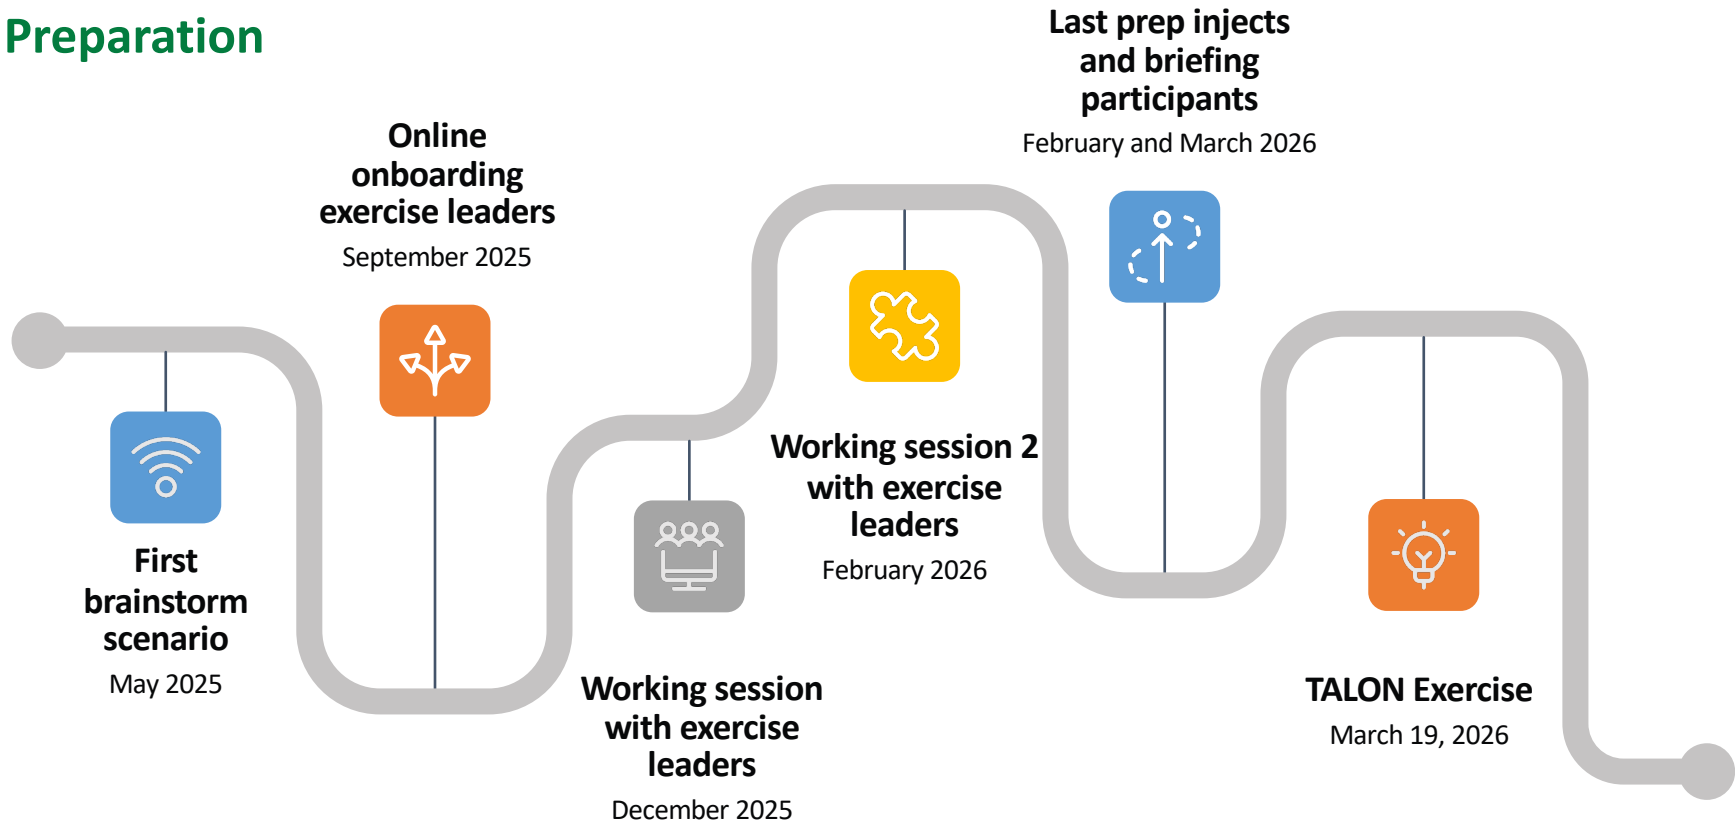 Preparation
First
brainstorm
scenario
May 2025
Online
onboarding
exercise leaders
September 2025
Working session
with exercise
leaders
December 2025
Working session 2
with exercise
leaders
February 2026
Last prep injects
and briefing
participants
February and March 2026
TALON Exercise
March 19, 2026